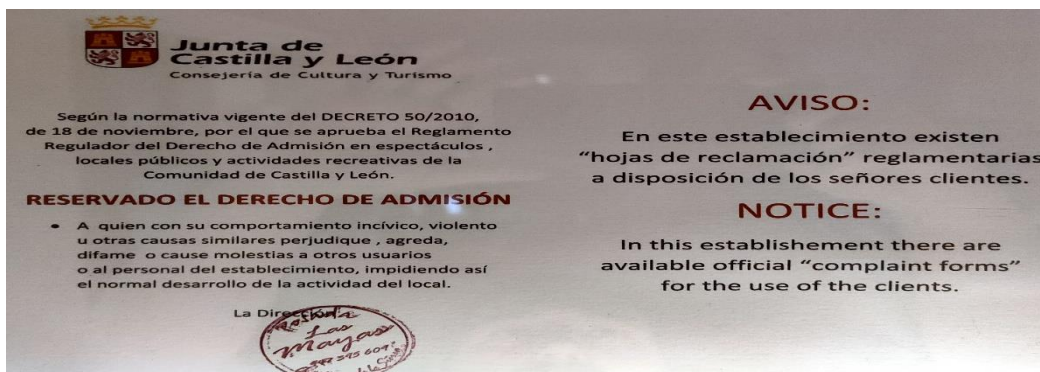 Junta de
Castilla y León
Consejería de Cultura y Turismo
Según la normativa vigente del DECRETO 50/2010,
de 18 de noviembre, por el que se aprueba el Reglamento
Regulador del Derecho de Admisión en espectáculos ,
locales públicos y actividades recreativas de la
Comunidad de Castilla y León.
RESERVADO EL DERECHO DE ADMISIÓN
• A quien con su comportamiento incívico, violento
u otras causas similares perjudique , agreda,
difame o cause molestias a otros usuarios
o al personal del establecimiento, impidiendo así
el normal desarrollo de la actividad del local.
La Dirección
Posada
Las
Mayas
AVISO:
En este establecimiento existen
“hojas de reclamación” reglamentarias
a disposición de los señores clientes.
NOTICE:
In this establishement there are
available official “complaint forms”
for the use of the clients.